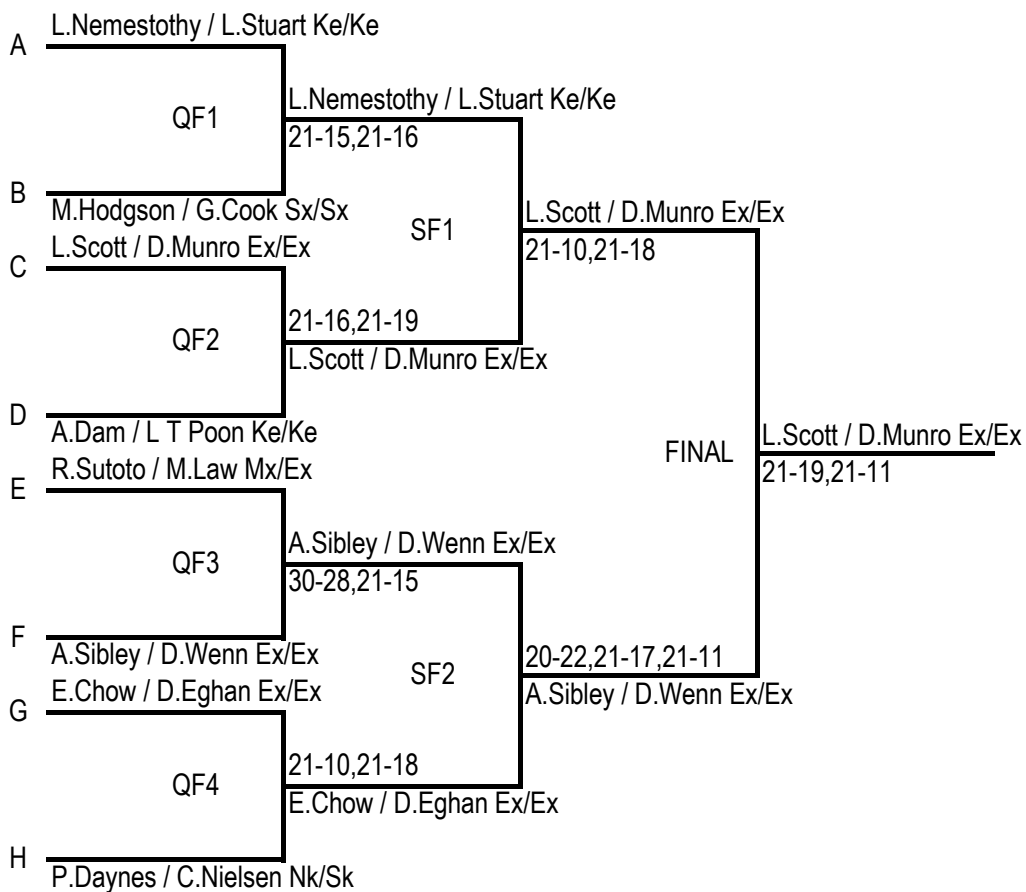 L.Nemestothy / L.Stuart Ke/Ke
A
L.Nemestothy / L.Stuart Ke/Ke
QF1
21-15,21-16
B
M.Hodgson / G.Cook Sx/Sx
L.Scott / D.Munro Ex/Ex
SF1
L.Scott / D.Munro Ex/Ex
C
21-10,21-18
21-16,21-19
QF2
L.Scott / D.Munro Ex/Ex
D
A.Dam / L T Poon Ke/Ke
L.Scott / D.Munro Ex/Ex
FINAL
R.Sutoto / M.Law Mx/Ex
21-19,21-11
E
A.Sibley / D.Wenn Ex/Ex
QF3
30-28,21-15
F
A.Sibley / D.Wenn Ex/Ex
20-22,21-17,21-11
SF2
E.Chow / D.Eghan Ex/Ex
A.Sibley / D.Wenn Ex/Ex
G
21-10,21-18
QF4
E.Chow / D.Eghan Ex/Ex
H
P.Daynes / C.Nielsen Nk/Sk